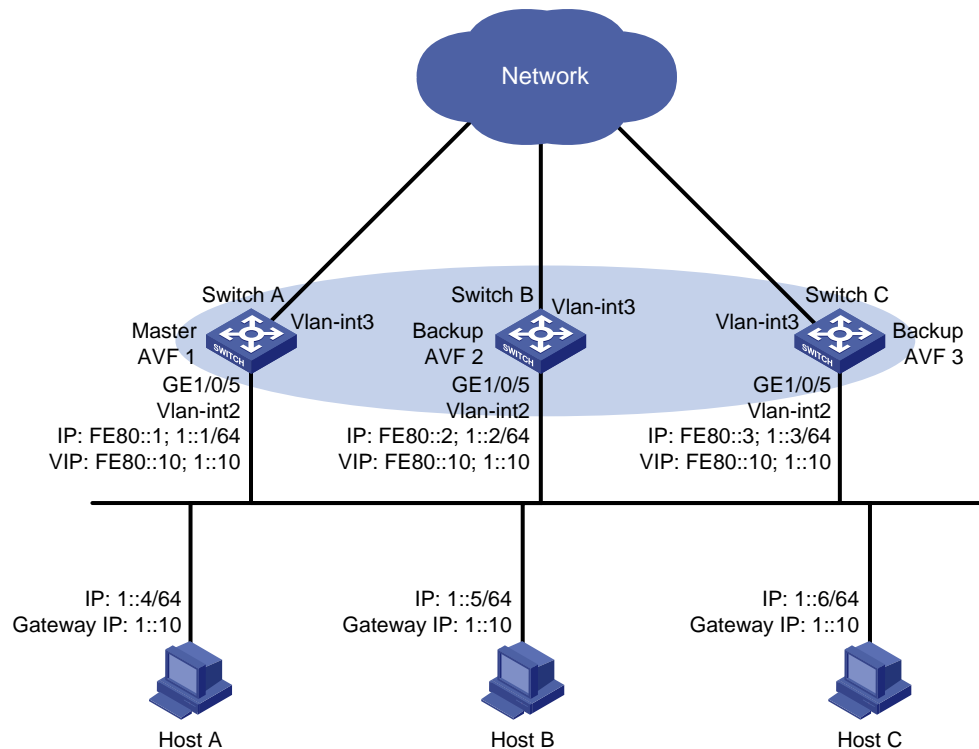 Network
Switch A
Vlan-int3
Master
AVF 1
SWITCH
GE1/0/5
Vlan-int2
IP: FE80::1; 1::1/64
VIP: FE80::10; 1::10
Switch B
Vlan-int3
Backup
AVF 2
SWITCH
GE1/0/5
Vlan-int2
IP: FE80::2; 1::2/64
VIP: FE80::10; 1::10
Switch C
Vlan-int3
Backup
AVF 3
SWITCH
GE1/0/5
Vlan-int2
IP: FE80::3; 1::3/64
VIP: FE80::10; 1::10
IP: 1::4/64
Gateway IP: 1::10
Host A
IP: 1::5/64
Gateway IP: 1::10
Host B
IP: 1::6/64
Gateway IP: 1::10
Host C